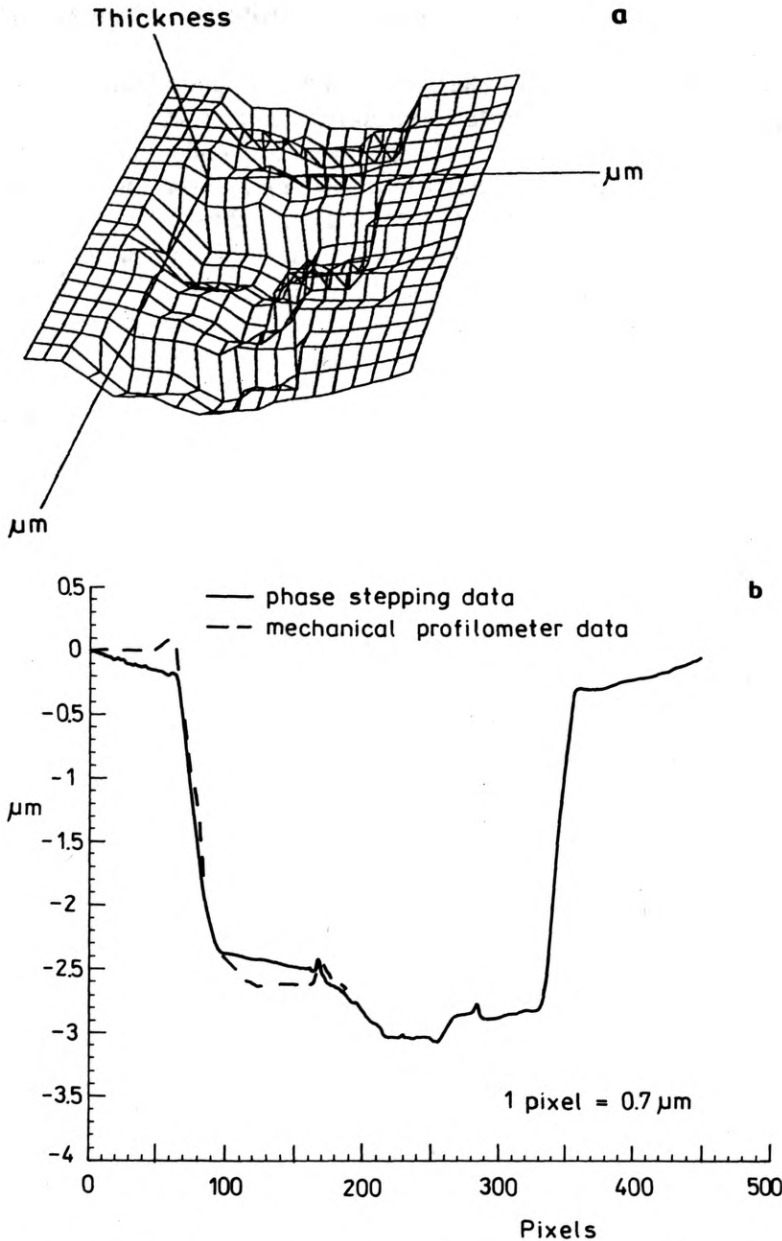 Thickness
a
μm
μm
b
phase stepping data
mechanical profilometer data
0.5
0
-0.5
-1
μm
-1.5
-2
-2.5
-3
-3.5
-4
1 pixel = 0.7 μm
0
100
200
300
400
500
Pixels